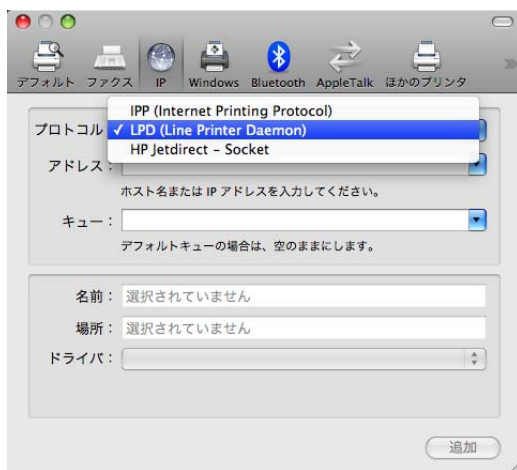 デフォルト ファクス IP Windows Bluetooth AppleTalk ほかのプリンタ
IPP (Internet Printing Protocol)
プロトコル ✓ LPD (Line Printer Daemon)
HP Jetdirect – Socket
アドレス：
ホスト名または IP アドレスを入力してください。
キュー：
デフォルトキューの場合は、空のままにします。
名前： 選択されていません
場所： 選択されていません
ドライバ：
追加